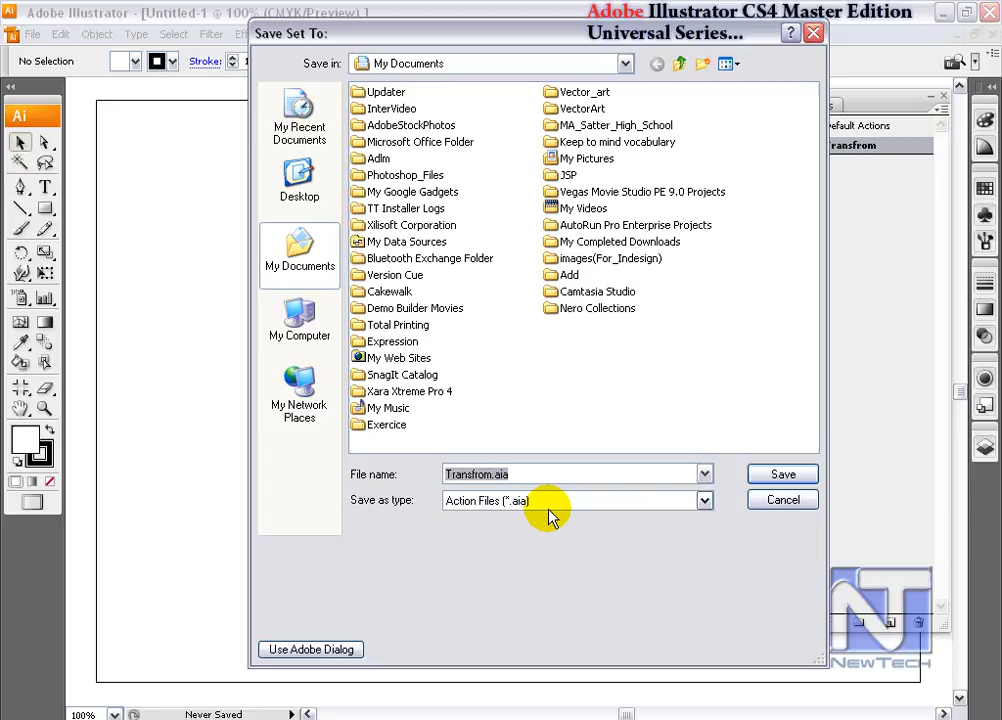 Adobe Illustrator - [Untitled-1 @ 100% (CMYK/Preview) ]
Adobe Illustrator CS4 Master Edition
Universal Series...
File Edit Object Type Select Filter
No Selection
Stroke:
Save Set To:
Save in:
My Documents
My Recent
Documents
Desktop
My Documents
My Computer
My Network
Places
Updater
InterVideo
AdobeStockPhotos
Microsoft Office Folder
Adlm
Photoshop_Files
My Google Gadgets
TT Installer Logs
Xilisoft Corporation
My Data Sources
Bluetooth Exchange Folder
Version Cue
Cakewalk
Demo Builder Movies
Total Printing
Expression
My Web Sites
SnagIt Catalog
Xara Xtreme Pro 4
My Music
Exercice
Vector_art
VectorArt
MA_Satter_High_School
Keep to mind vocabulary
My Pictures
JSP
Vegas Movie Studio PE 9.0 Projects
My Videos
AutoRun Pro Enterprise Projects
My Completed Downloads
images(For_Indesign)
Add
Camtasia Studio
Nero Collections
File name:
Transfrom.aia
Save
Save as type:
Action Files (*.aia)
Cancel
Use Adobe Dialog
Ai
efault Actions
Transfrom
NT
NewTech
100%
Never Saved